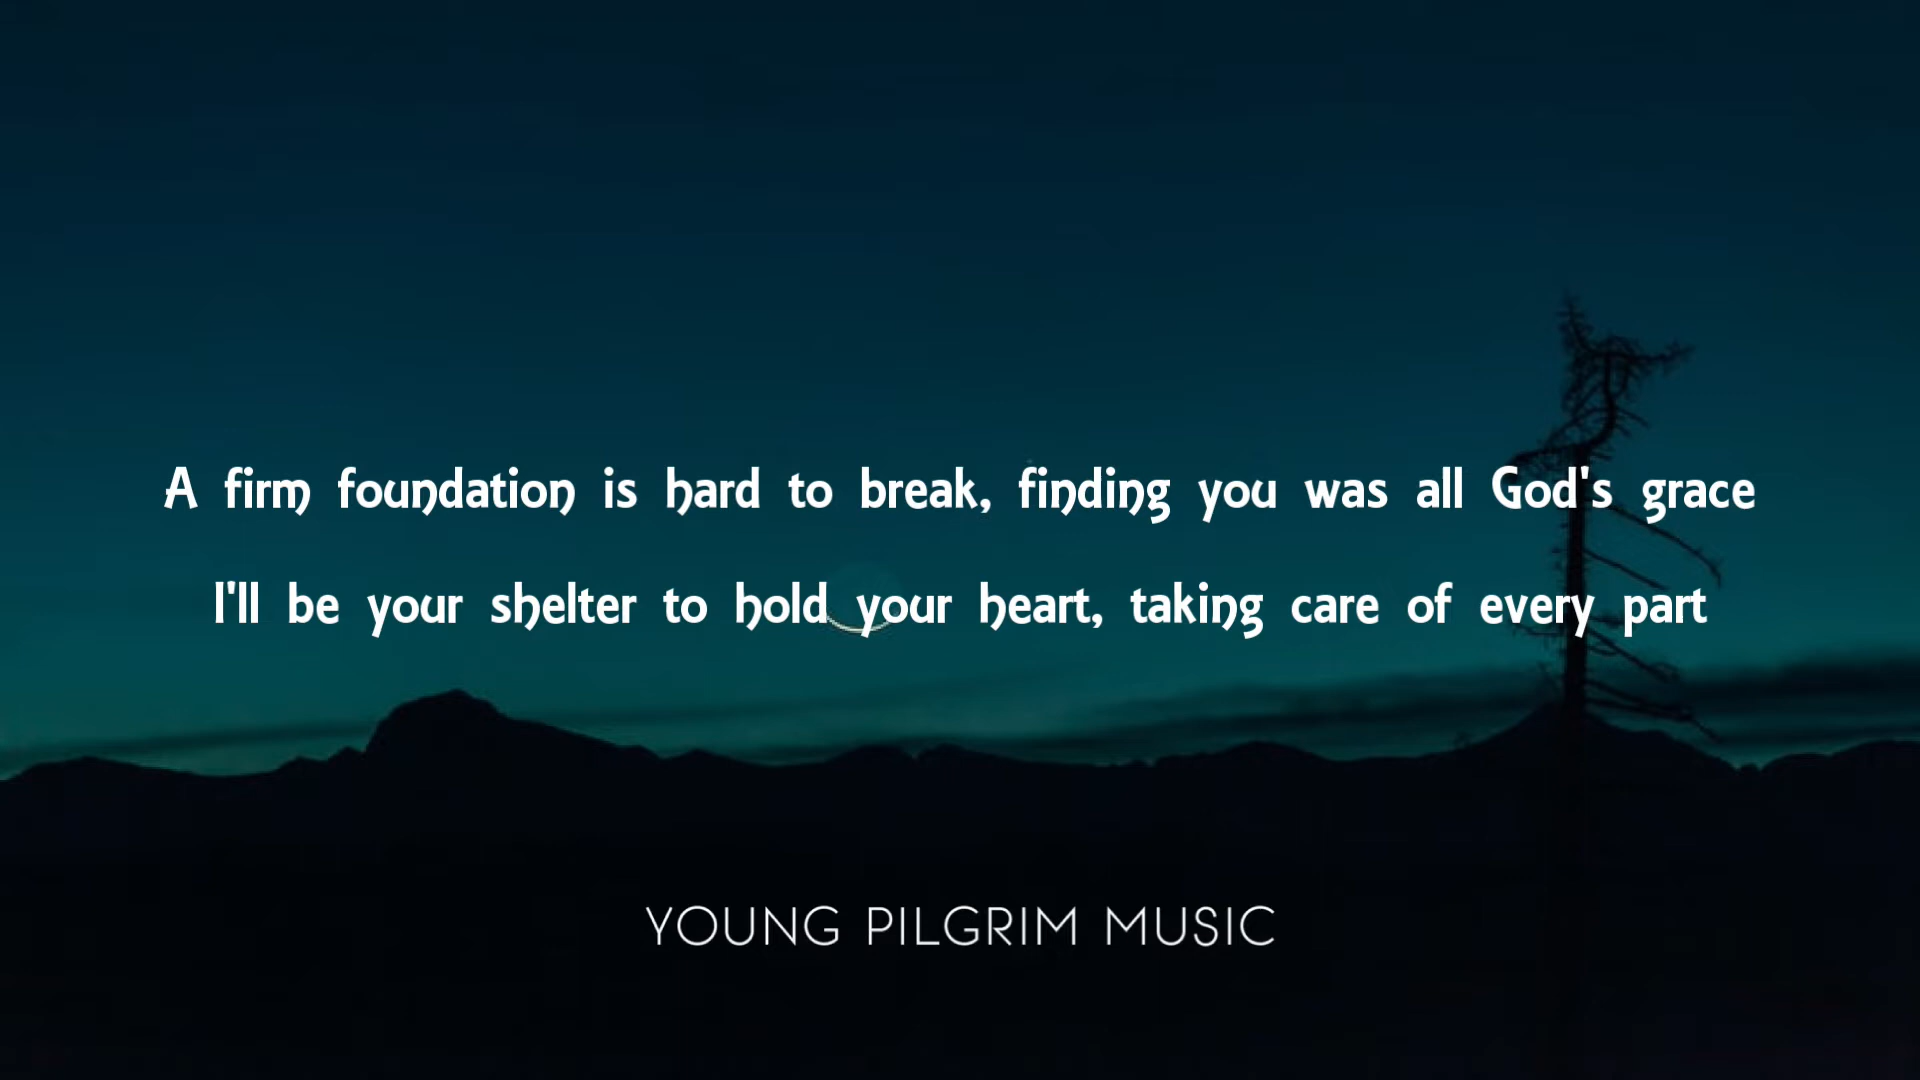 A firm foundation is hard to break, finding you was all God's grace
I'll be your shelter to hold your heart, taking care of every part
YOUNG PILGRIM MUSIC